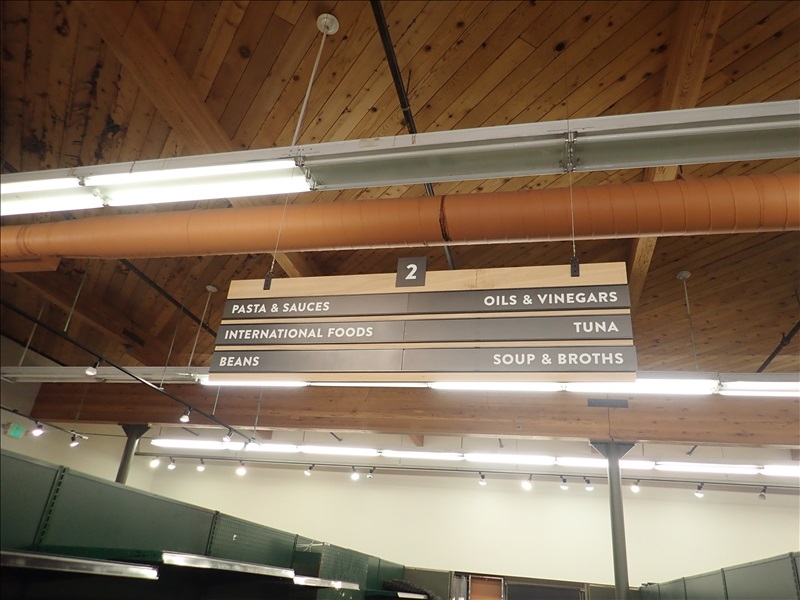 2
PASTA & SAUCES OILS & VINEGARS
INTERNATIONAL FOODS TUNA
BEANS SOUP & BROTHS